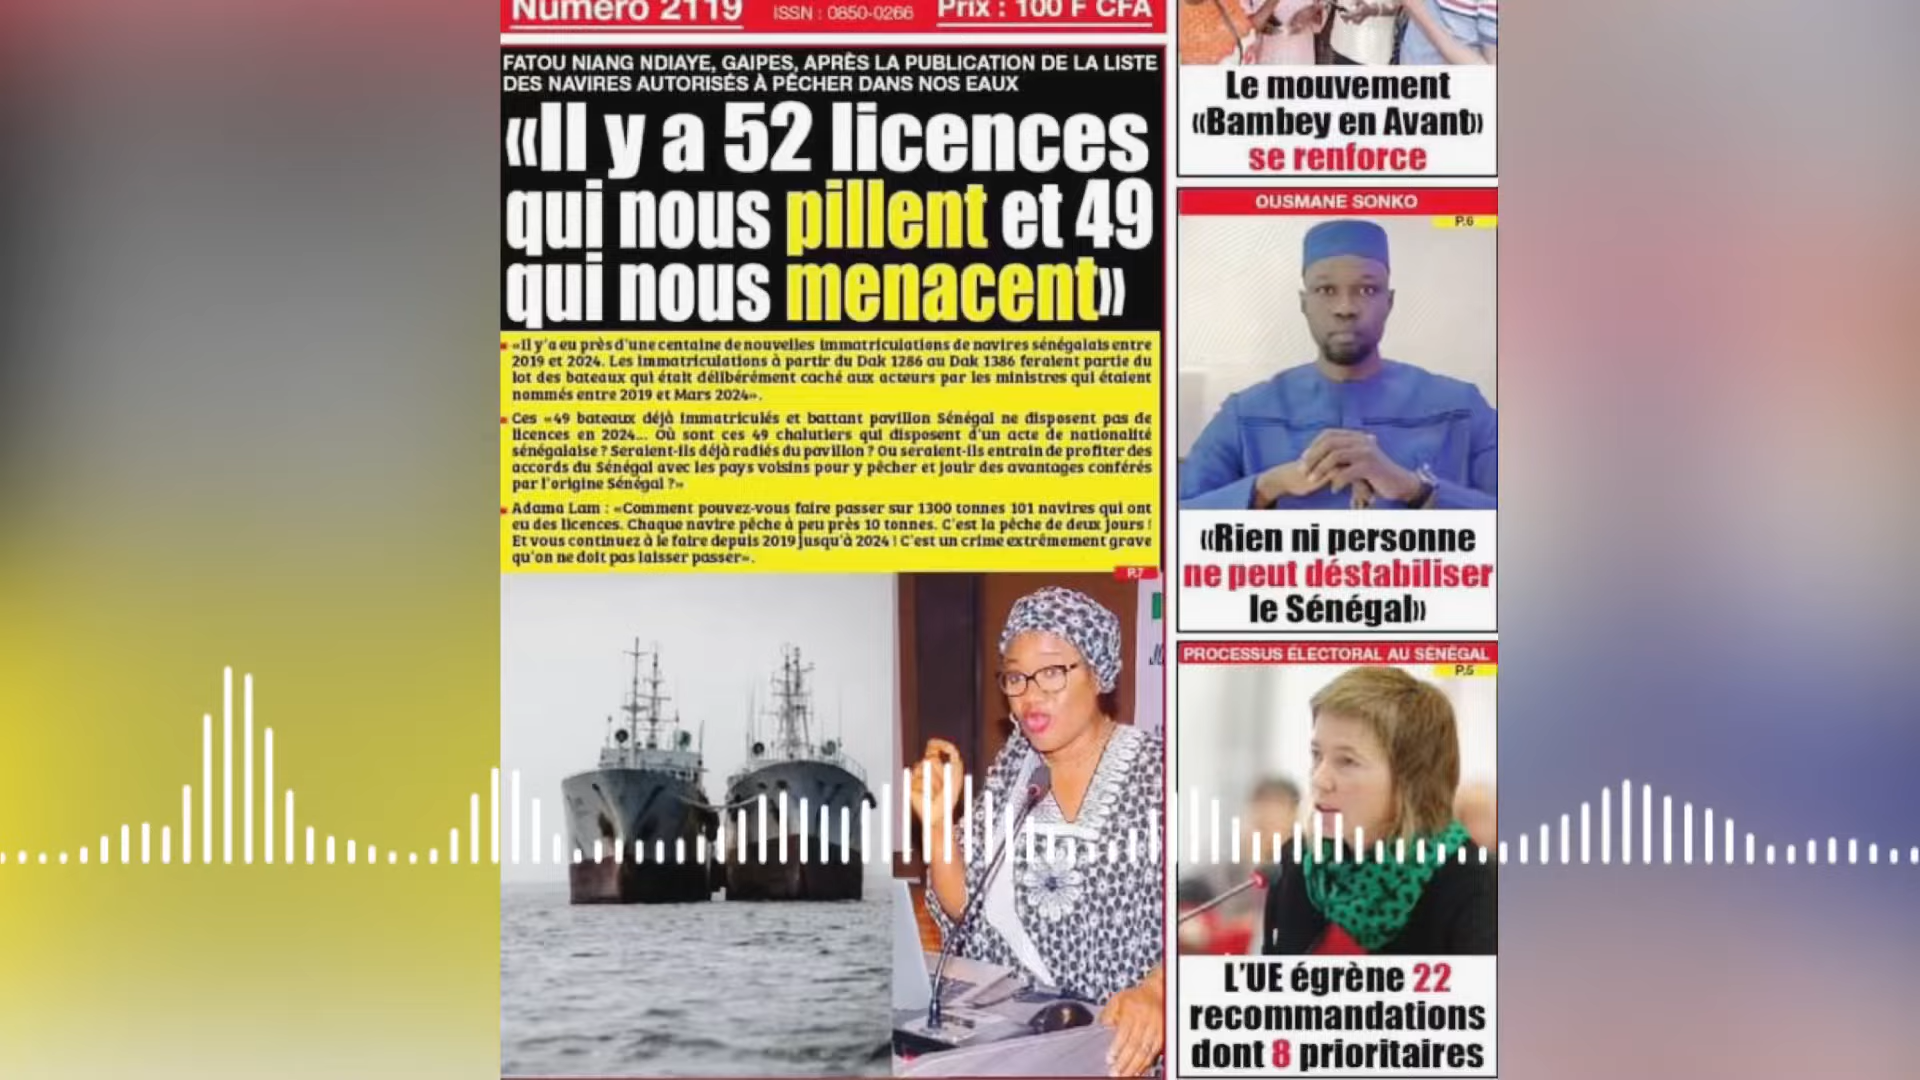 Numéro 2119
ISSN : 0850-0266
Prix : 100 F CFA
FATOU NIANG NDIAYE, GAIPES, APRÈS LA PUBLICATION DE LA LISTE
DES NAVIRES AUTORISÉS À PÊCHER DANS NOS EAUX
«Il y a 52 licences
qui nous pillent et 49
qui nous menacent»
«Il y'a eu près d'une centaine de nouvelles immatriculations de navires sénégalais entre
2019 et 2024. Les immatriculations à partir du Dak 1286 au Dak 1386 feraient partie du
lot des bateaux qui était délibérément caché aux acteurs par les ministres qui étaient
nommés entre 2019 et Mars 2024».
Ces «49 bateaux déjà immatriculés et battant pavillon Sénégal ne disposent pas de
licences en 2024... Où sont ces 49 chalutiers qui disposent d'un acte de nationalité
sénégalaise ? Seraient-ils déjà radiés du pavillon ? Ou seraient-ils entrain de profiter des
accords du Sénégal avec les pays voisins pour y pêcher et jouir des avantages conférés
par l'origine Sénégal ?»
Adama Lam : «Comment pouvez-vous faire passer sur 1300 tonnes 101 navires qui ont
eu des licences. Chaque navire pêche à peu près 10 tonnes. C'est la pêche de deux jours !
Et vous continuez à le faire depuis 2019 jusqu'à 2024 ! C'est un crime extrêmement grave
qu'on ne doit pas laisser passer».
P.7
Le mouvement
«Bambey en Avant»
se renforce
OUSMANE SONKO
P.6
«Rien ni personne
ne peut déstabiliser
le Sénégal»
PROCESSUS ÉLECTORAL AU SÉNÉGAL
P.5
L'UE égrène 22
recommandations
dont 8 prioritaires